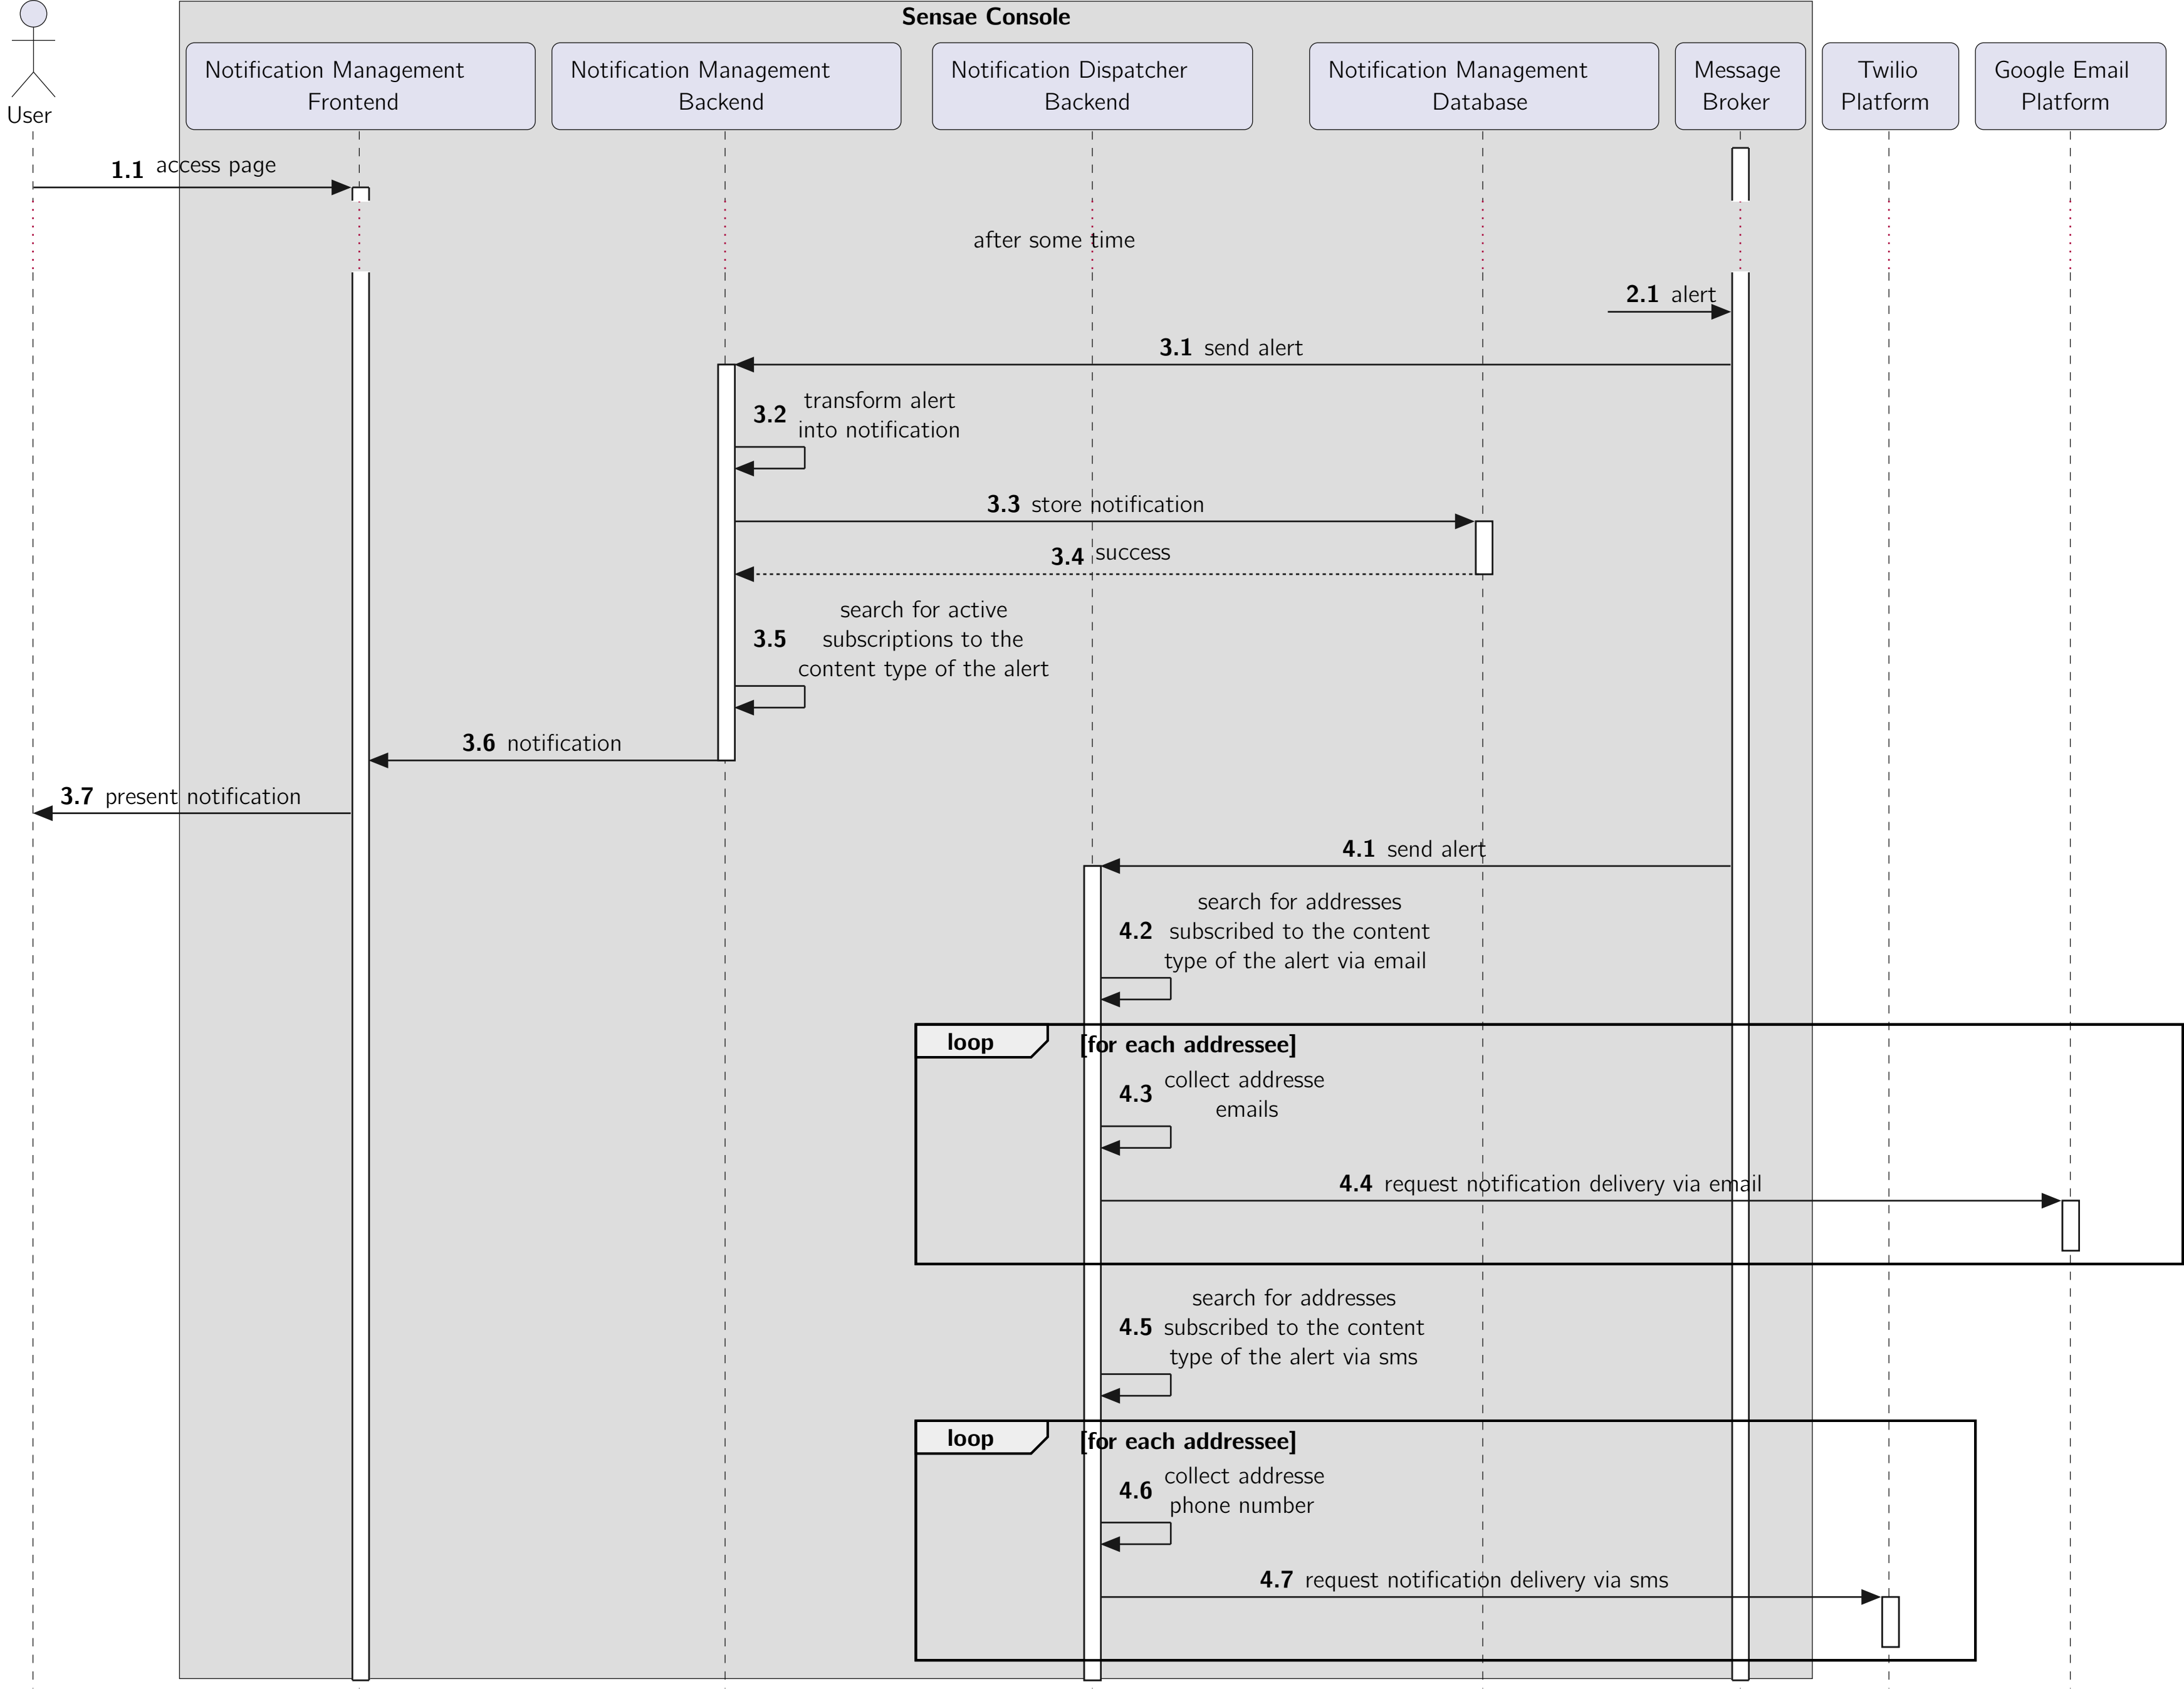 Sensae Console
User
Notification Management
Frontend
Notification Management
Backend
Notification Dispatcher
Backend
Notification Management
Database
Message
Broker
Twilio
Platform
Google Email
Platform
1.1 access page
after some time
2.1 alert
3.1 send alert
3.2 transform alert
into notification
3.3 store notification
3.4 success
3.5 search for active
subscriptions to the
content type of the alert
3.6 notification
3.7 present notification
4.1 send alert
4.2 search for addresses
subscribed to the content
type of the alert via email
loop [for each addressee]
4.3 collect addresse
emails
4.4 request notification delivery via email
4.5 search for addresses
subscribed to the content
type of the alert via sms
loop [for each addressee]
4.6 collect addresse
phone number
4.7 request notification delivery via sms